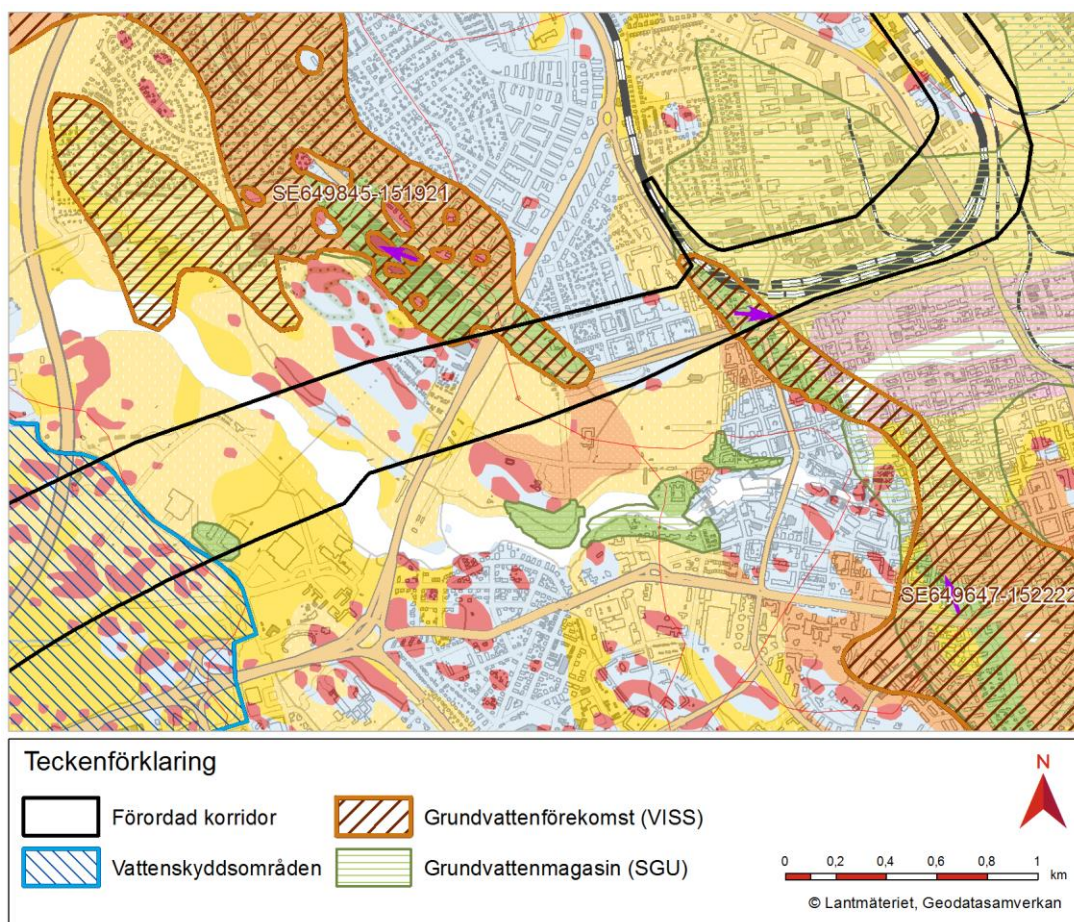 SE649845-151921
SE649647-152222
Teckenförklaring
Förordad korridor
Grundvattenförekomst (VISS)
Vattenskyddsområden
Grundvattenmagasin (SGU)
N
0 0,2 0,4 0,6 0,8 1
km
© Lantmäteriet, Geodatasamverkan